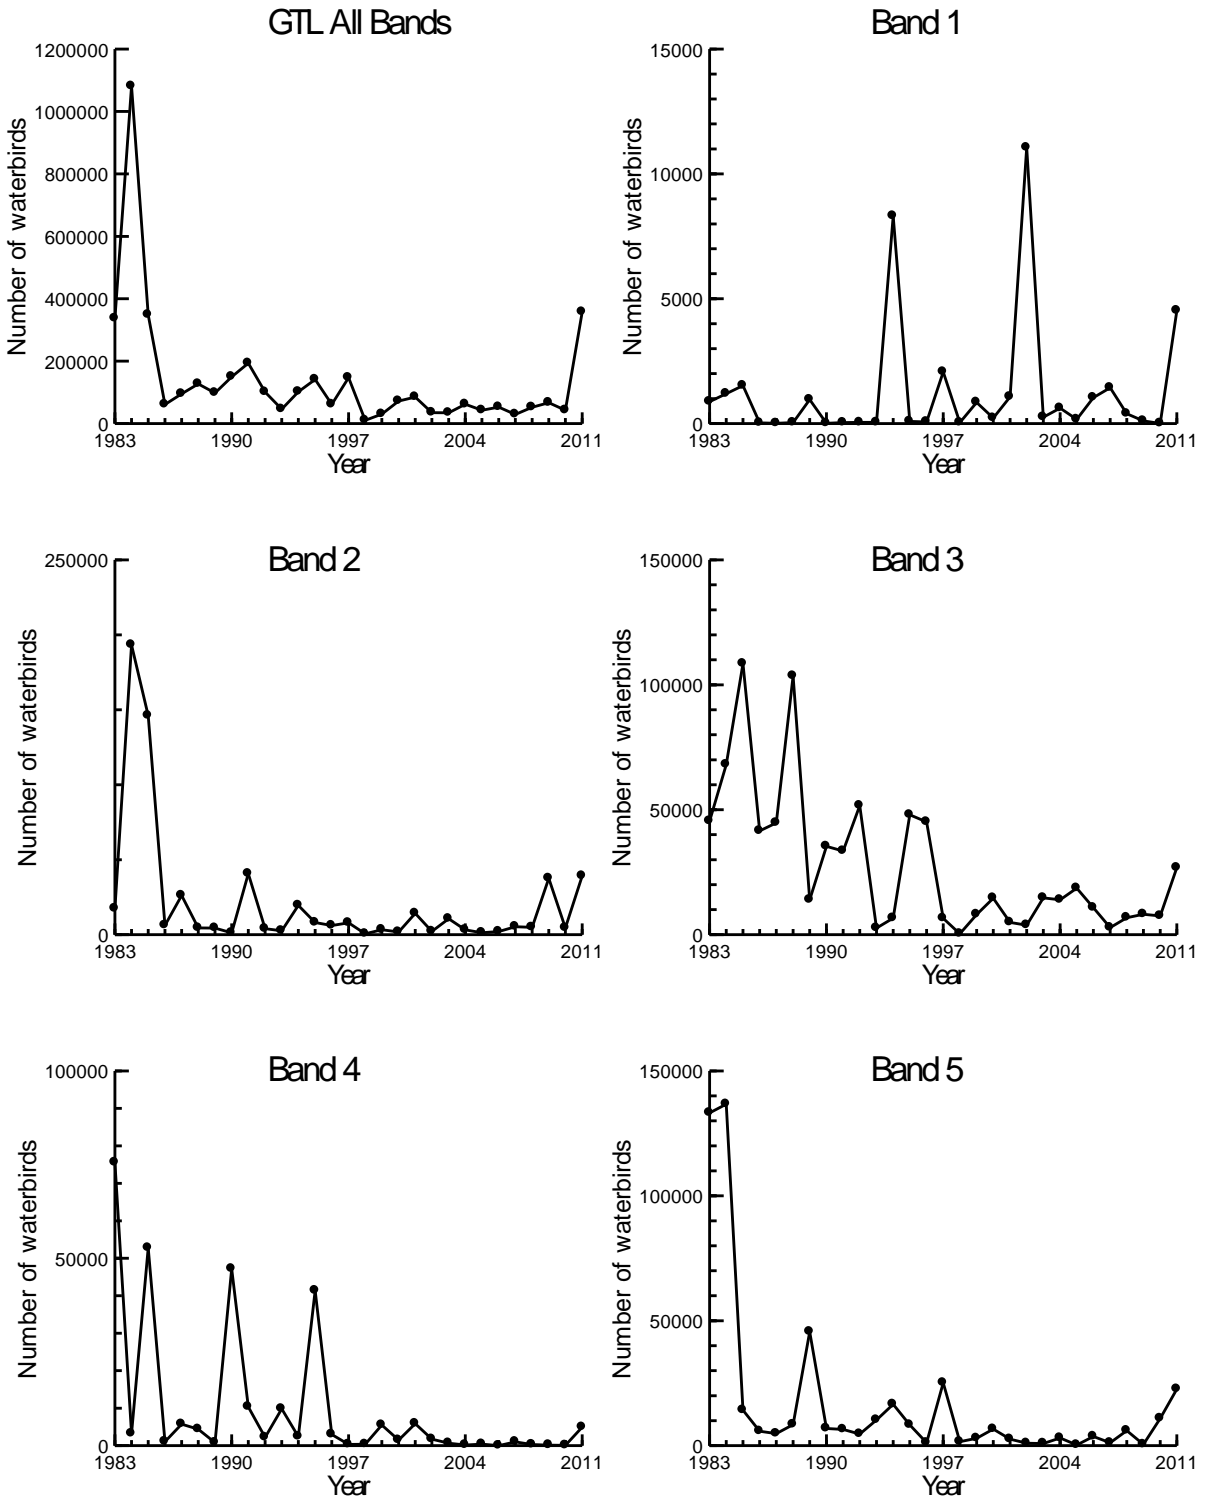 GTL All Bands
Number of waterbirds
1200000
1000000
800000
600000
400000
200000
0
1983 1990 1997 2004 2011
Year
Band 1
Number of waterbirds
15000
10000
5000
0
1983 1990 1997 2004 2011
Year
Band 2
Number of waterbirds
250000
0
1983 1990 1997 2004 2011
Year
Band 3
Number of waterbirds
150000
100000
50000
0
1983 1990 1997 2004 2011
Year
Band 4
Number of waterbirds
100000
50000
0
1983 1990 1997 2004 2011
Year
Band 5
Number of waterbirds
150000
100000
50000
0
1983 1990 1997 2004 2011
Year